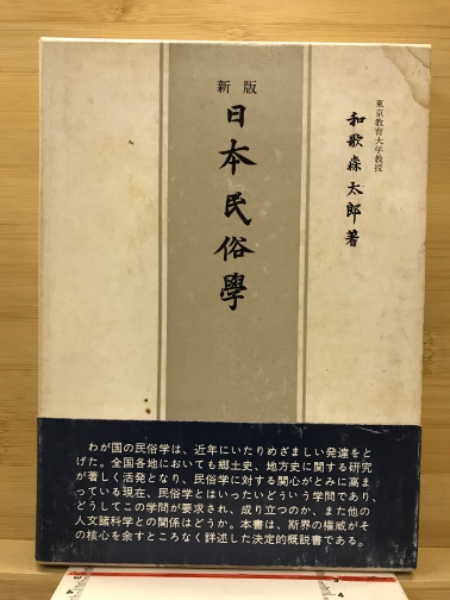 新版
日本民俗學
東京教育大学教授
和歌森太郎著
わが国の民俗学は、近年にいたりめざましい発達をと
げた。全国各地においても郷土史、地方史に関する研究
が著しく活発となり、民俗学に対する関心がとみに高ま
っている現在、民俗学とはいったいどういう学問であり、
どうしてこの学問が要求され、成り立つのか、また他の
人文諸科学との関係はどうか。本書は、斯界の権威がそ
の核心を余すところなく詳述した決定的概説書である。